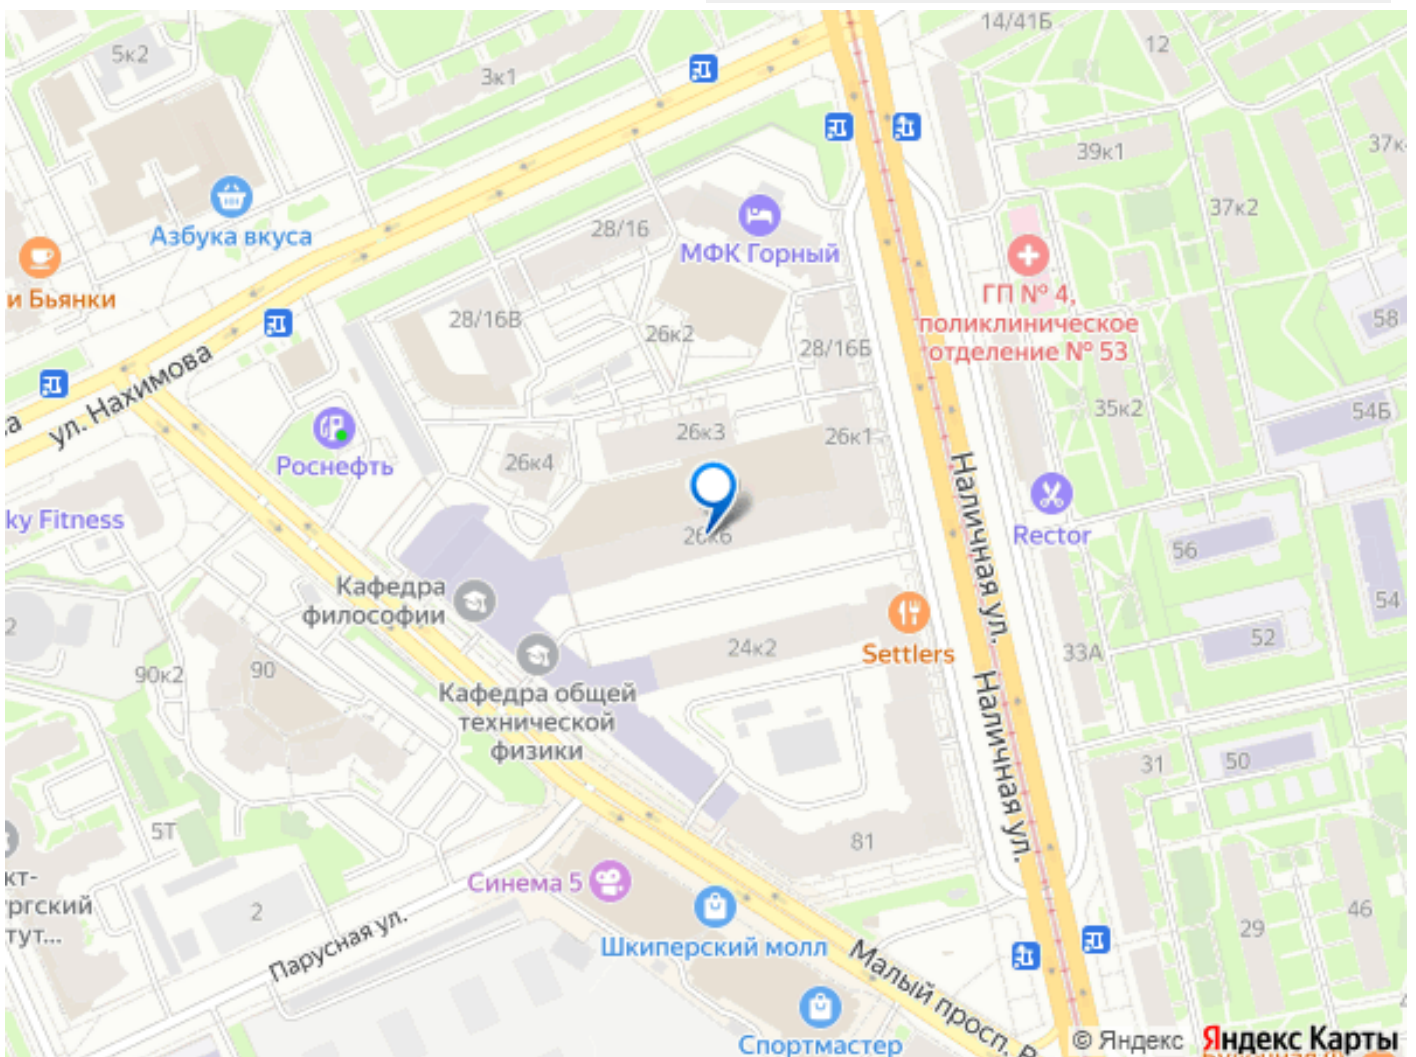 14/41Б
5к2
12
3к1
39к1
37к
37к2
Азбука вкуса
28/16
МФК Горный
ГП № 4,
поликлиническое
отделение № 53
и Бьянки
28/16В
26к2
28/16Б
58
ул. Нахимова
35к2
54Б
Роснефть
26к3
26к1
26к4
ky Fitness
26к6
Наличная ул.
Rector
56
Кафедра
философии
54
2
24к2
Settlers
33А
52
90к2
90
Кафедра общей
технической
физики
Наличная ул.
31
50
5Т
81
кт-
ргский
тут...
Синема 5
2
Парусная ул.
46
29
Шкиперский молл
Малый просп.
Спортмастер
© Яндекс Яндекс Карты